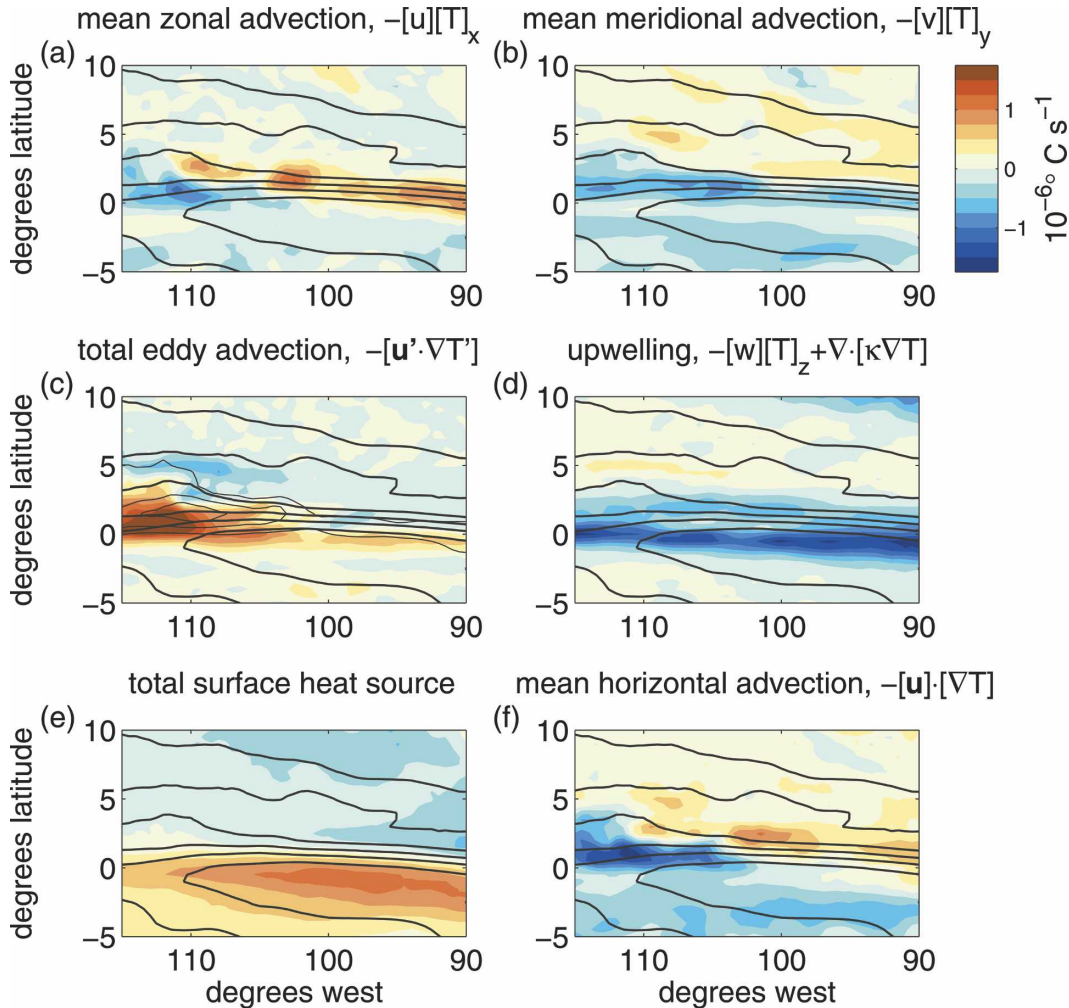 mean zonal advection, −[u][T]x
mean meridional advection, −[v][T]y
(a)
(b)
degrees latitude
10
5
0
−5
110
100
90
10
5
0
−5
110
100
90
1
0
−1
10−6o C s−1
total eddy advection, −[u'·∇T']
upwelling, −[w][T]z+∇·[κ∇T]
(c)
(d)
degrees latitude
10
5
0
−5
110
100
90
10
5
0
−5
110
100
90
total surface heat source
mean horizontal advection, −[u]·[∇T]
(e)
(f)
degrees latitude
10
5
0
−5
110
100
90
degrees west
10
5
0
−5
110
100
90
degrees west